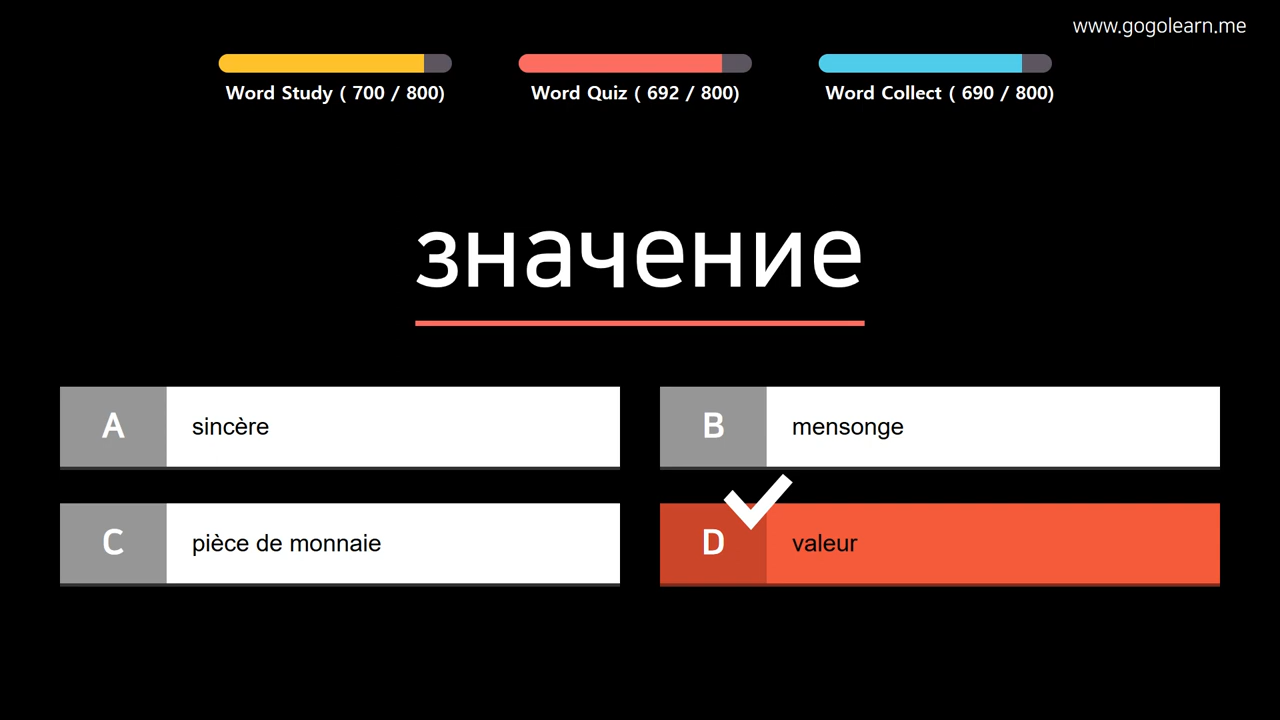 www.gogolearn.me
Word Study ( 700 / 800)
Word Quiz ( 692 / 800)
Word Collect ( 690 / 800)
значение
A sincère
B mensonge
C pièce de monnaie
D valeur